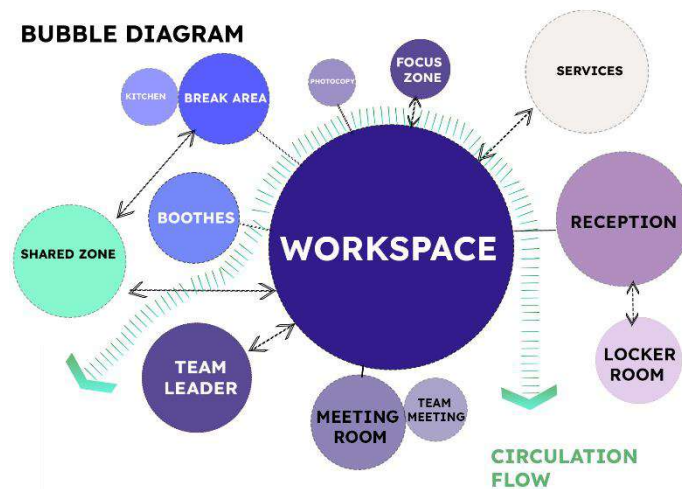 BUBBLE DIAGRAM
KITCHEN
BREAK AREA
PHOTOCOPY
FOCUS
ZONE
SERVICES
BOOTHES
WORKSPACE
RECEPTION
SHARED ZONE
TEAM
LEADER
MEETING
ROOM
TEAM
MEETING
LOCKER
ROOM
CIRCULATION
FLOW